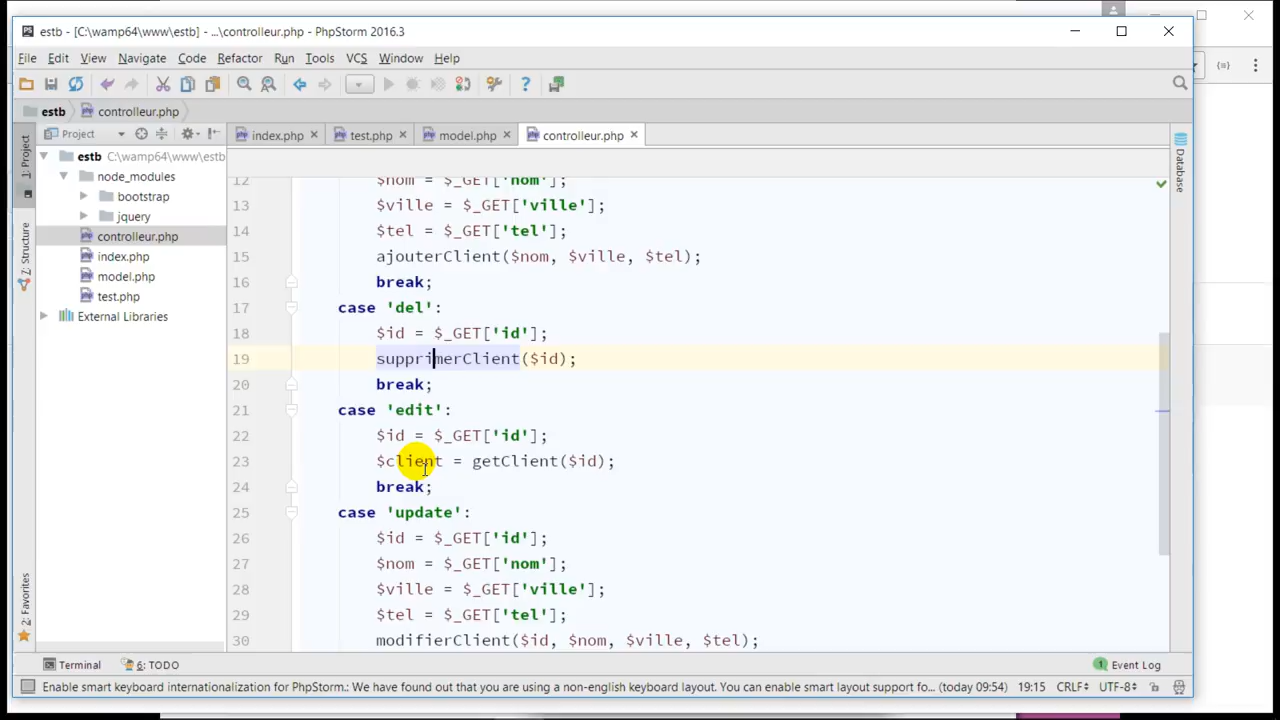 estb - [C:\wamp64\www\estb] - ...\controlleur.php - PhpStorm 2016.3
File Edit View Navigate Code Refactor Run Tools VCS Window Help
estb controlleur.php
1: Project
Project
index.php test.php model.php controlleur.php
estb C:\wamp64\www\estb
node_modules
bootstrap
jquery
controlleur.php
index.php
model.php
test.php
External Libraries
7: Structure
2: Favorites
Database
12 $nom = $_GET['nom'];
13 $ville = $_GET['ville'];
14 $tel = $_GET['tel'];
15 ajouterClient($nom, $ville, $tel);
16 break;
17 case 'del':
18 $id = $_GET['id'];
19 supprimerClient($id);
20 break;
21 case 'edit':
22 $id = $_GET['id'];
23 $client = getClient($id);
24 break;
25 case 'update':
26 $id = $_GET['id'];
27 $nom = $_GET['nom'];
28 $ville = $_GET['ville'];
29 $tel = $_GET['tel'];
30 modifierClient($id, $nom, $ville, $tel);
Terminal 6: TODO 1 Event Log
Enable smart keyboard internationalization for PhpStorm.: We have found out that you are using a non-english keyboard layout. You can enable smart layout support fo... (today 09:54) 19:15 CRLF UTF-8